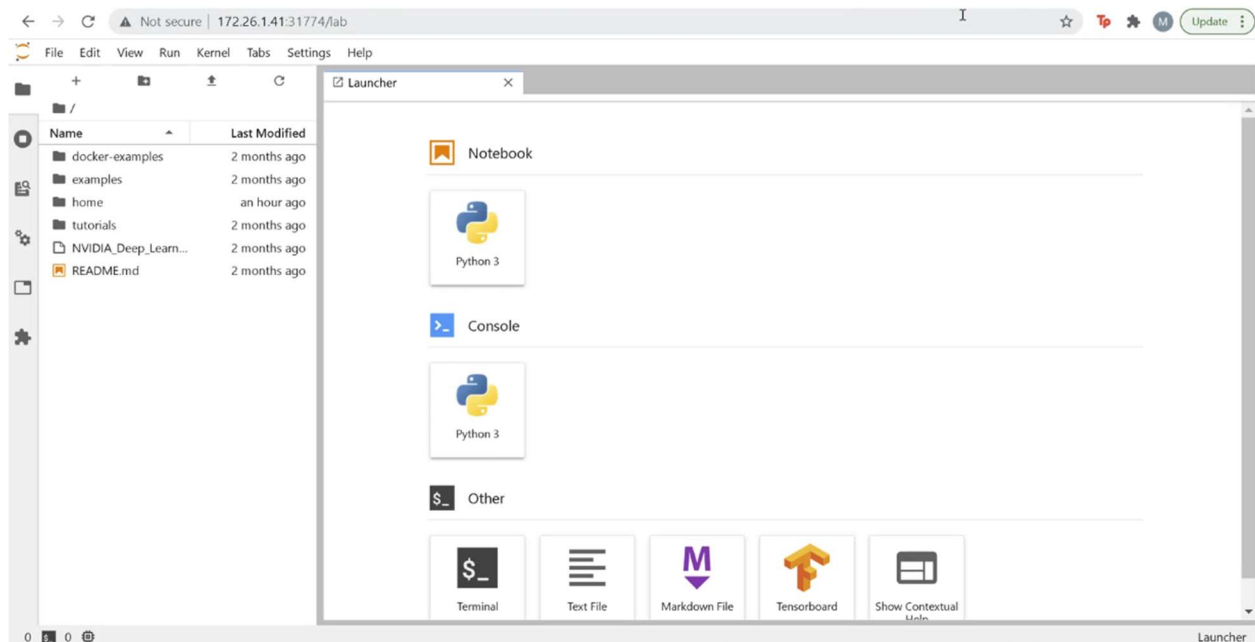 Not secure | 172.26.1.41:31774/lab
Tp
M
Update
File Edit View Run Kernel Tabs Settings Help
+
Launcher
/
Name Last Modified
docker-examples 2 months ago
examples 2 months ago
home an hour ago
tutorials 2 months ago
NVIDIA_Deep_Learn... 2 months ago
README.md 2 months ago
Notebook
Python 3
>_ Console
Python 3
$_ Other
$_
M
Terminal Text File Markdown File Tensorboard Show Contextual
Help
0 $_ 0 Launcher